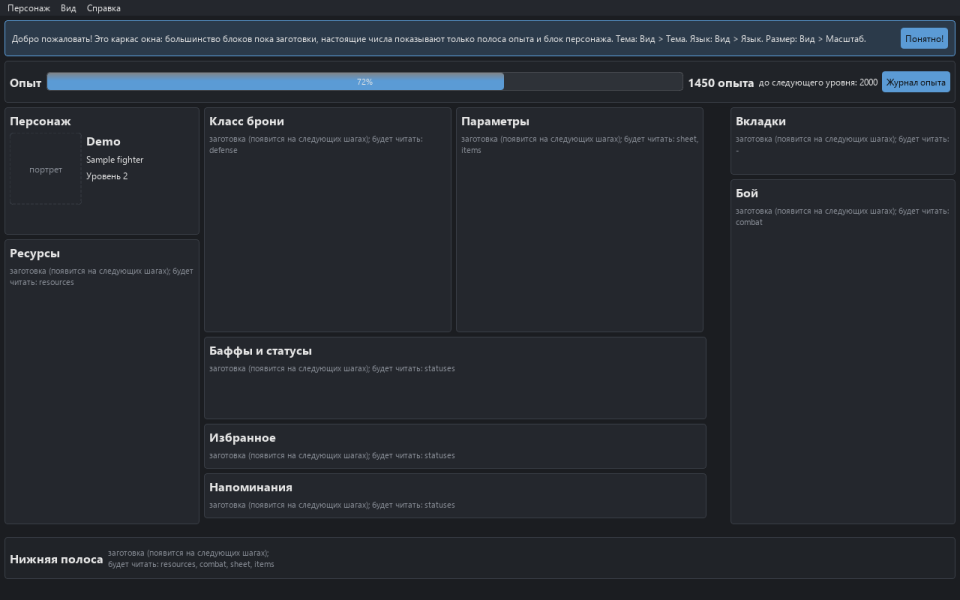 Персонаж Вид Справка
Добро пожаловать! Это каркас окна: большинство блоков пока заготовки, настоящие числа показывают только полоса опыта и блок персонажа. Тема: Вид > Тема. Язык: Вид > Язык. Размер: Вид > Масштаб.
Понятно!
Опыт
72%
1450 опыта до следующего уровня: 2000
Журнал опыта
Персонаж
портрет
Demo
Sample fighter
Уровень 2
Ресурсы
заготовка (появится на следующих шагах); будет
читать: resources
Класс брони
заготовка (появится на следующих шагах); будет читать:
defense
Параметры
заготовка (появится на следующих шагах); будет читать: sheet,
items
Баффы и статусы
заготовка (появится на следующих шагах); будет читать: statuses
Избранное
заготовка (появится на следующих шагах); будет читать: statuses
Напоминания
заготовка (появится на следующих шагах); будет читать: statuses
Вкладки
заготовка (появится на следующих шагах); будет читать:
-
Бой
заготовка (появится на следующих шагах); будет читать:
combat
Нижняя полоса
заготовка (появится на следующих шагах);
будет читать: resources, combat, sheet, items